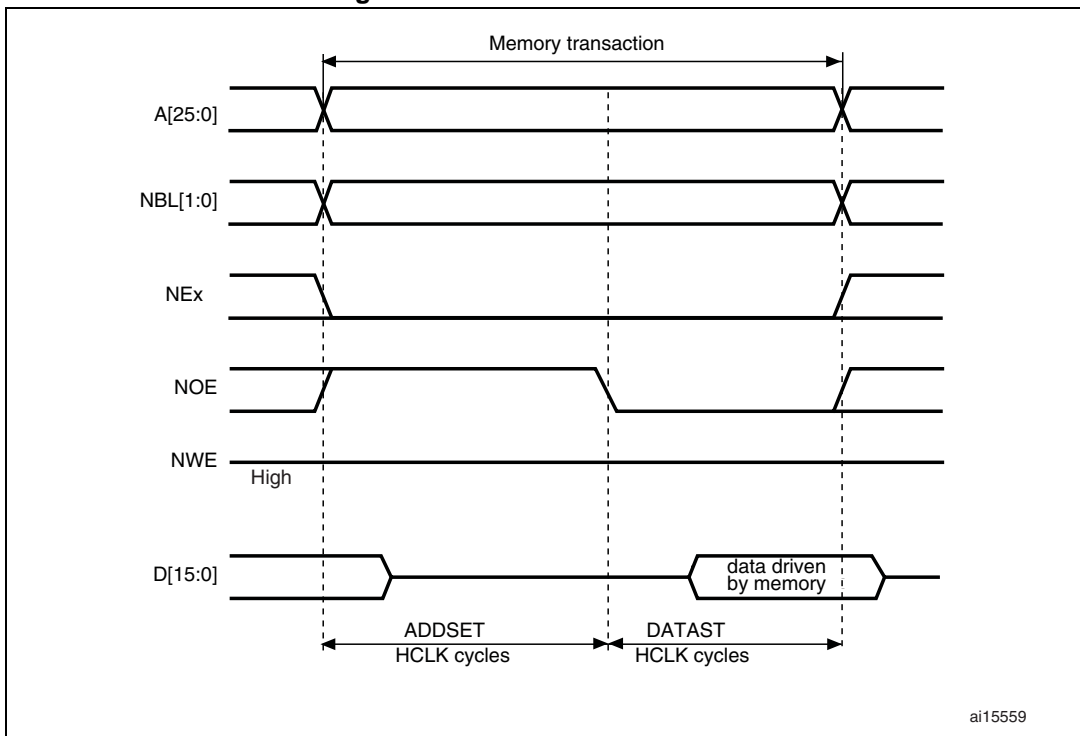 Memory transaction
A[25:0]
NBL[1:0]
NEx
NOE
NWE
High
D[15:0]
data driven
by memory
ADDSET
HCLK cycles
DATAST
HCLK cycles
ai15559